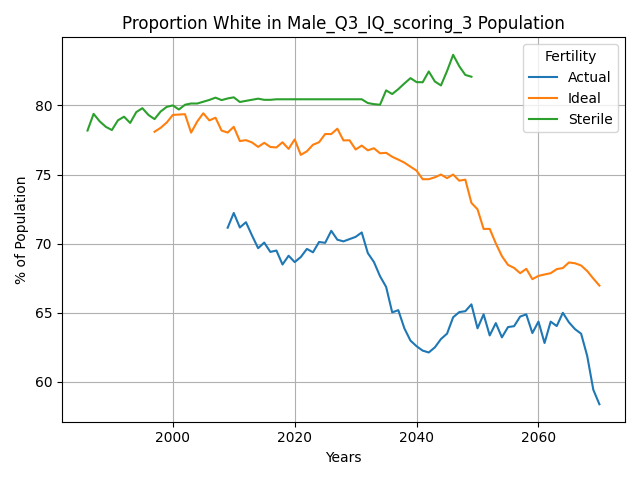 Proportion White in Male_Q3_IQ_scoring_3 Population
Fertility
Actual
Ideal
Sterile
% of Population
80
75
70
65
60
2000
2020
2040
2060
Years